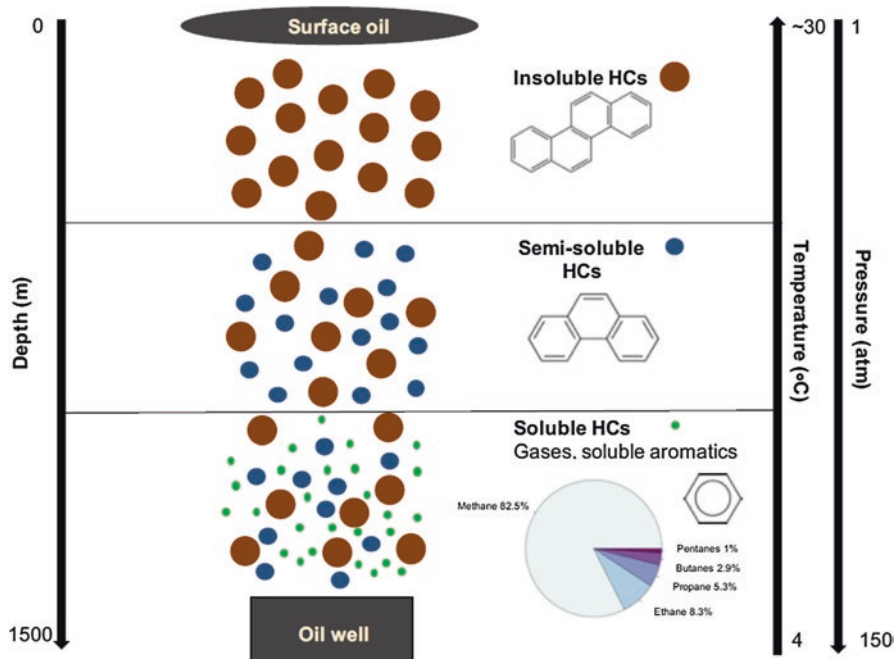 0
Surface oil
~30
1
Insoluble HCs
Semi-soluble
HCs
Depth (m)
Temperature (∘C)
Pressure (atm)
Soluble HCs
Gases, soluble aromatics
Methane 82.5%
Pentanes 1%
Butanes 2.9%
Propane 5.3%
Ethane 8.3%
Oil well
1500
4
150